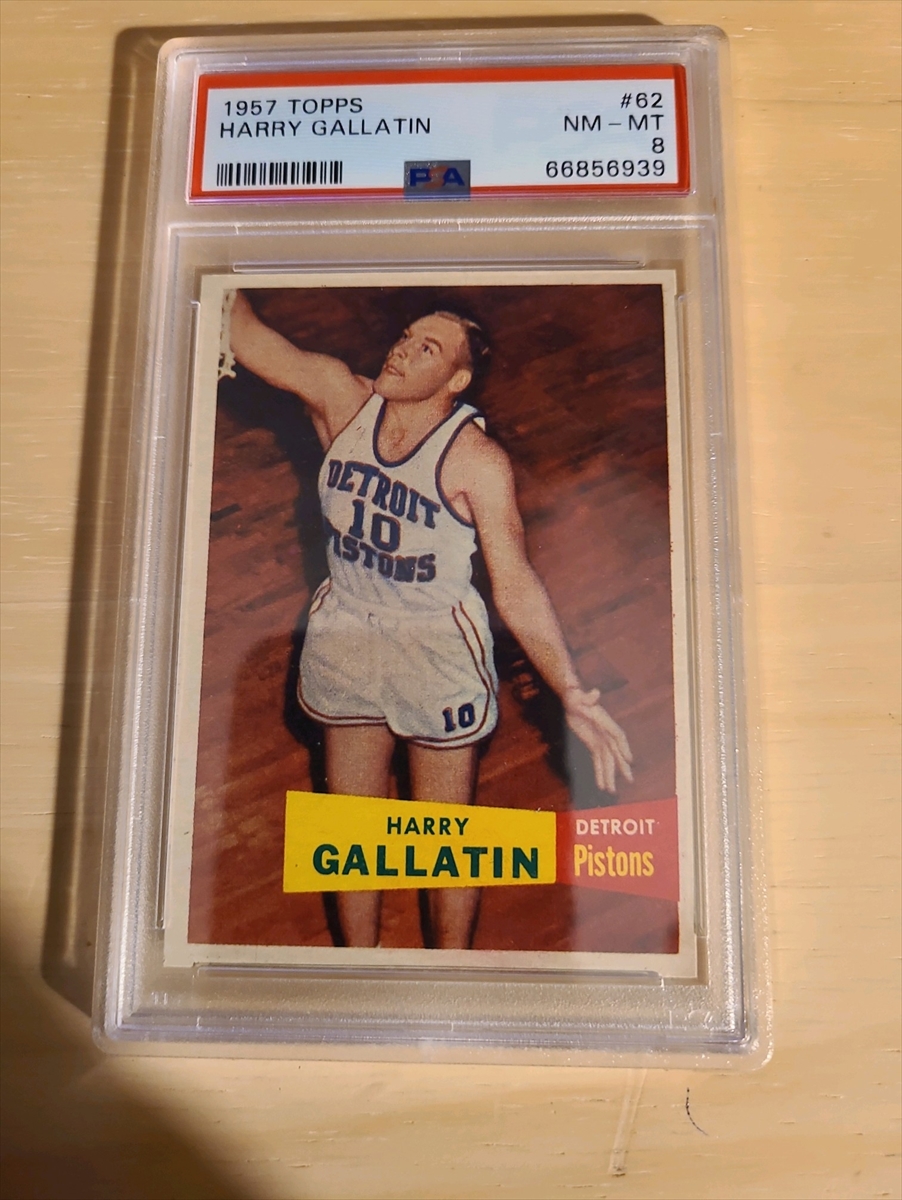 1957 TOPPS #62
HARRY GALLATIN NM - MT
8
66856939
PSA
DETROIT
10
PISTONS
10
HARRY
GALLATIN
DETROIT
Pistons